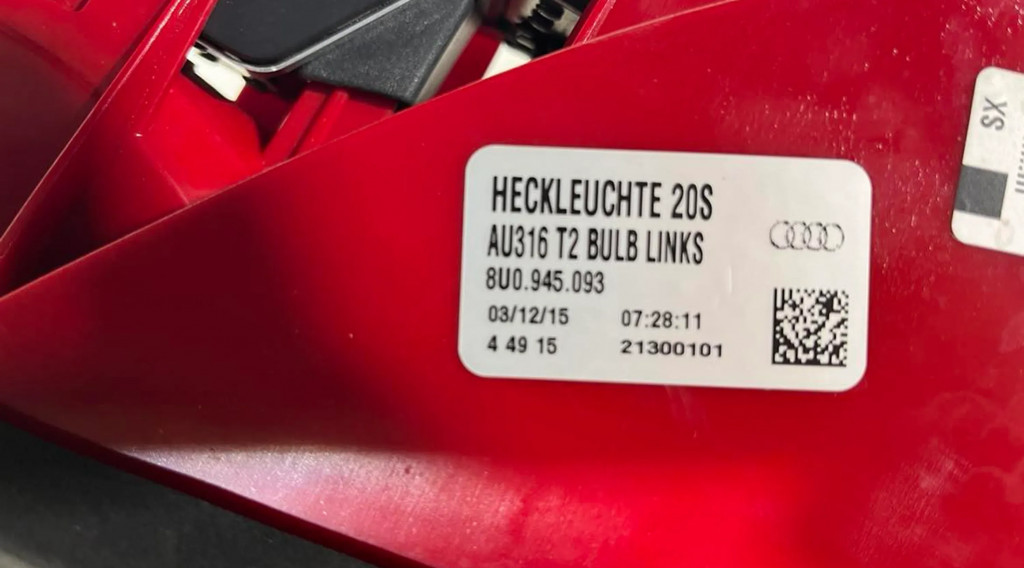 HECKLEUCHTE 20S
AU316 T2 BULB LINKS
8U0.945.093
03/12/15 07:28:11
4 49 15 21300101
SX